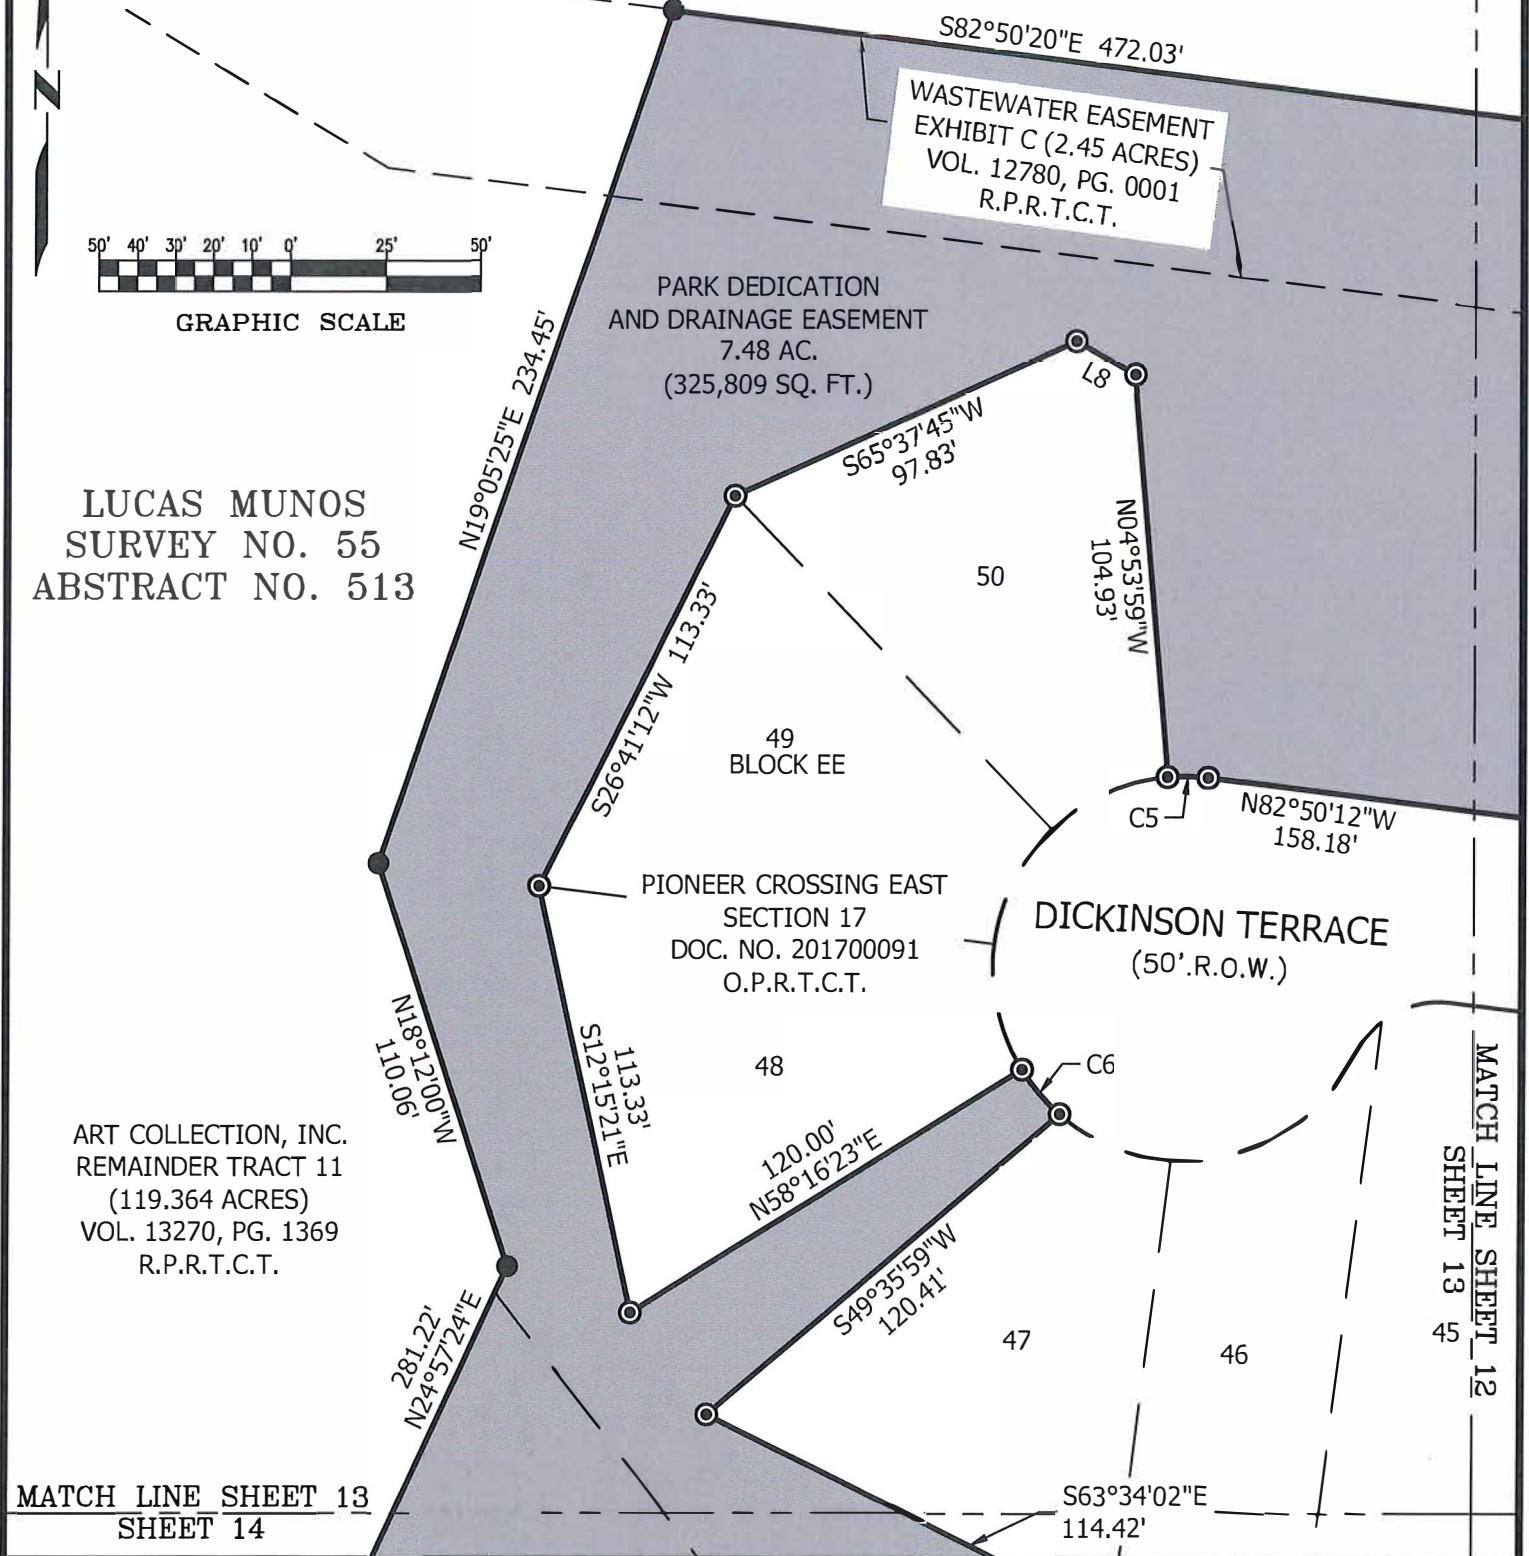 S82°50'20"E 472.03'
WASTEWATER EASEMENT
EXHIBIT C (2.45 ACRES)
VOL. 12780, PG. 0001
R.P.R.T.C.T.
N
50' 40' 30' 20' 10' 0' 25' 50'
GRAPHIC SCALE
PARK DEDICATION
AND DRAINAGE EASEMENT
7.48 AC.
(325,809 SQ. FT.)
N19°05'25"E 234.45'
L8
S65°37'45"W
97.83'
LUCAS MUNOS
SURVEY NO. 55
ABSTRACT NO. 513
N04°53'59"W
104.93'
50
S26°41'12"W 113.33'
49
BLOCK EE
C5
N82°50'12"W
158.18'
PIONEER CROSSING EAST
SECTION 17
DOC. NO. 201700091
O.P.R.T.C.T.
DICKINSON TERRACE
(50'.R.O.W.)
N18°12'00"W
110.06'
113.33'
S12°15'21"E
48
C6
ART COLLECTION, INC.
REMAINDER TRACT 11
(119.364 ACRES)
VOL. 13270, PG. 1369
R.P.R.T.C.T.
120.00'
N58°16'23"E
MATCH LINE SHEET 12
SHEET 13
S49°35'59"W
120.41'
281.22'
N24°57'24"E
47
46
45
MATCH LINE SHEET 13
SHEET 14
S63°34'02"E
114.42'